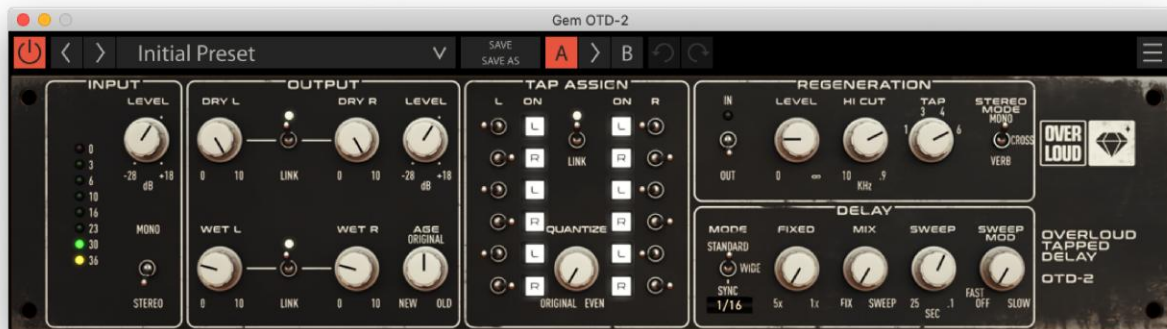 Gem OTD-2
Initial Preset
SAVE
SAVE AS
A
B
INPUT
LEVEL
-28 +18
dB
0
3
6
10
16
23
30
36
MONO
STEREO
OUTPUT
DRY L
DRY R
LEVEL
0 10
LINK
0 10
-28 +18
dB
WET L
WET R
AGE
ORIGINAL
0 10
LINK
0 10
NEW OLD
TAP ASSIGN
L ON
ON R
LINK
L L
R R
L L
R R
L L
R R
QUANTIZE
ORIGINAL EVEN
REGENERATION
IN
OUT
LEVEL
0 ∞
HI CUT
10 .9
KHz
TAP
1 3 4 6
STEREO
MODE
MONO
CROSS
VERB
DELAY
MODE
STANDARD
WIDE
SYNC
1/16
FIXED
5x 1x
MIX
FIX SWEEP
SWEEP
25 .1
SEC
SWEEP
MOD
FAST
OFF SLOW
OVER
LOUD
OVERLOUD
TAPPED
DELAY
OTD-2